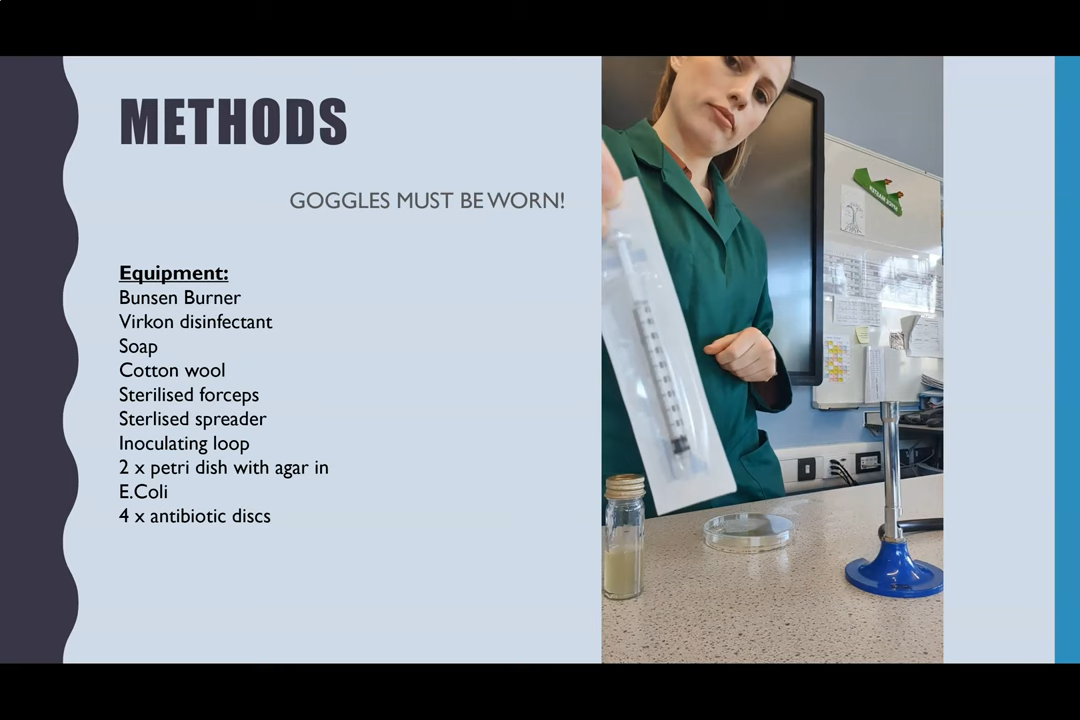 METHODS
GOGGLES MUST BE WORN!
Equipment:
Bunsen Burner
Virkon disinfectant
Soap
Cotton wool
Sterilised forceps
Sterlised spreader
Inoculating loop
2 x petri dish with agar in
E.Coli
4 x antibiotic discs